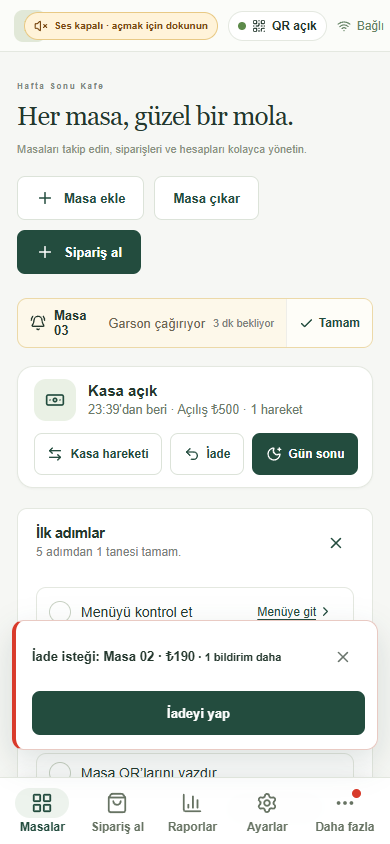 Ses kapalı · açmak için dokunun
QR açık
Bağlı
Hafta Sonu Kafe
Her masa, güzel bir mola.
Masaları takip edin, siparişleri ve hesapları kolayca yönetin.
Masa ekle
Masa çıkar
Sipariş al
Masa 03
Garson çağırıyor 3 dk bekliyor
Tamam
Kasa açık
23:39'dan beri · Açılış ₺500 · 1 hareket
Kasa hareketi
İade
Gün sonu
İlk adımlar
5 adımdan 1 tanesi tamam.
Menüyü kontrol et
Menüye git
İade isteği: Masa 02 · ₺190 · 1 bildirim daha
İadeyi yap
Masa QR'larını yazdır
Masalar
Sipariş al
Raporlar
Ayarlar
Daha fazla